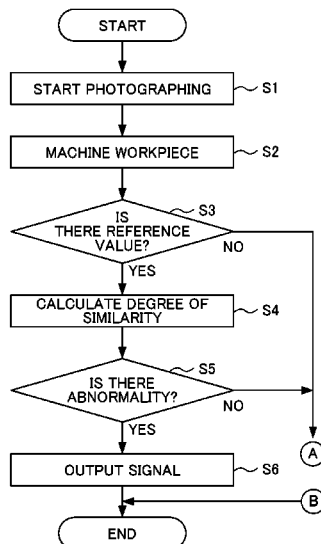 START
START PHOTOGRAPHING
S1
MACHINE WORKPIECE
S2
IS
THERE REFERENCE
VALUE?
S3
NO
YES
CALCULATE DEGREE OF
SIMILARITY
S4
IS THERE
ABNORMALITY?
S5
NO
YES
A
OUTPUT SIGNAL
S6
B
END